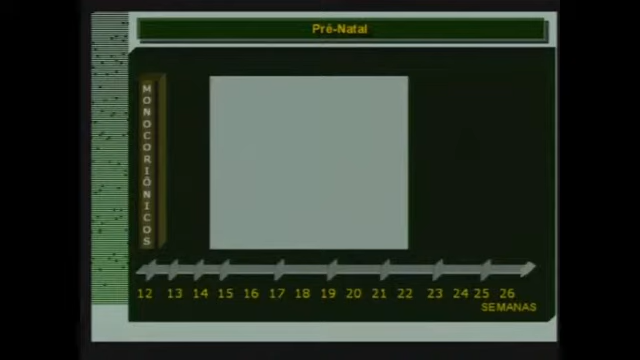 Pré-Natal
MONOCORIÔNICOS
12 13 14 15 16 17 18 19 20 21 22 23 24 25 26
SEMANAS